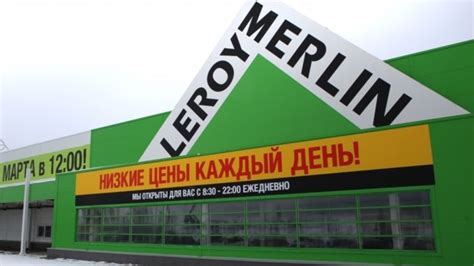 LEROY MERLIN
МАРТА в 12:00!
НИЗКИЕ ЦЕНЫ КАЖДЫЙ ДЕНЬ!
МЫ ОТКРЫТЫ ДЛЯ ВАС С 8:30 - 22:00 ЕЖЕДНЕВНО